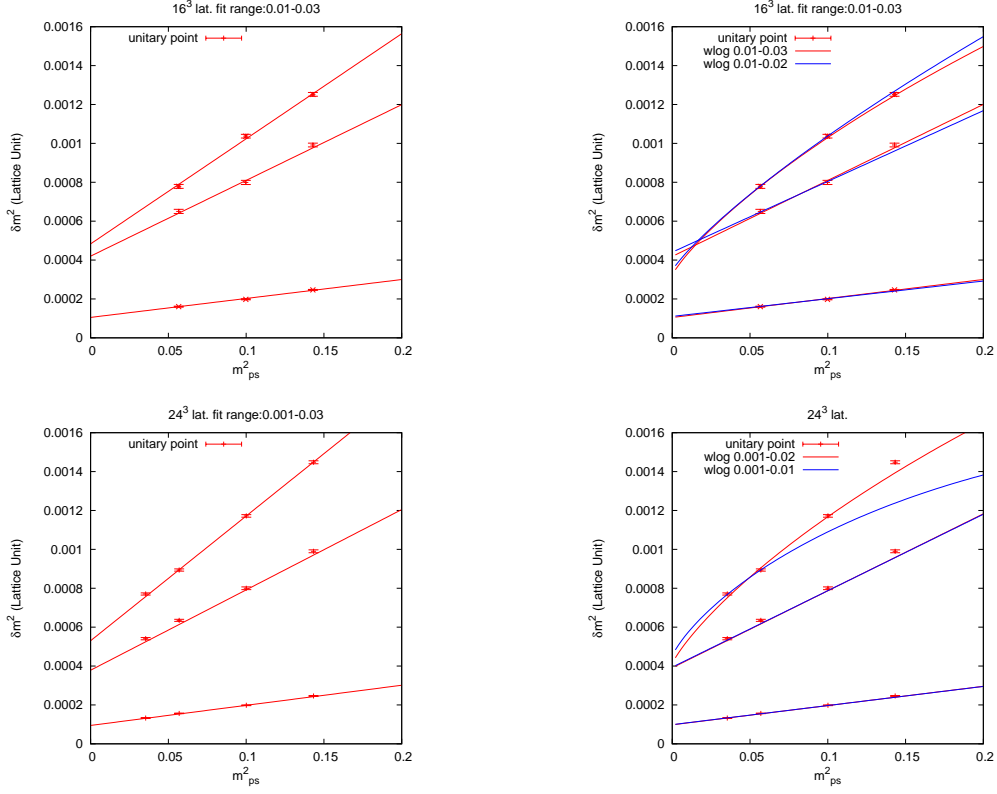 16³ lat. fit range:0.01-0.03
unitary point
0.0016
0.0014
0.0012
0.001
0.0008
0.0006
0.0004
0.0002
0
δm² (Lattice Unit)
0 0.05 0.1 0.15 0.2
m²ps
16³ lat. fit range:0.01-0.03
unitary point
wlog 0.01-0.03
wlog 0.01-0.02
0.0016
0.0014
0.0012
0.001
0.0008
0.0006
0.0004
0.0002
0
δm² (Lattice Unit)
0 0.05 0.1 0.15 0.2
m²ps
24³ lat. fit range:0.001-0.03
unitary point
0.0016
0.0014
0.0012
0.001
0.0008
0.0006
0.0004
0.0002
0
δm² (Lattice Unit)
0 0.05 0.1 0.15 0.2
m²ps
24³ lat.
unitary point
wlog 0.001-0.02
wlog 0.001-0.01
0.0016
0.0014
0.0012
0.001
0.0008
0.0006
0.0004
0.0002
0
δm² (Lattice Unit)
0 0.05 0.1 0.15 0.2
m²ps